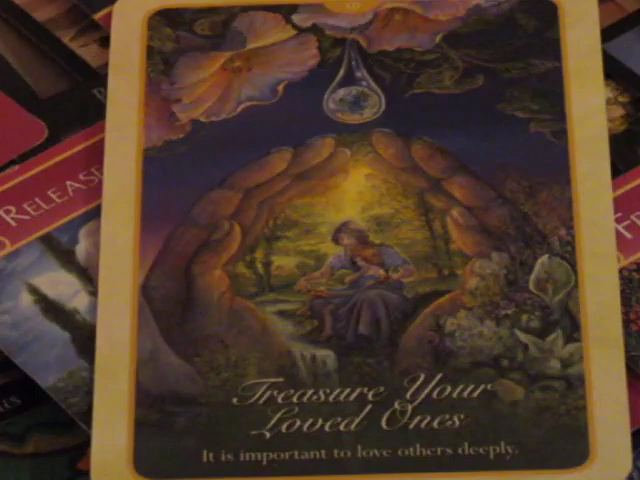 RELEASE
Treasure Your
Loved Ones
It is important to love others deeply.